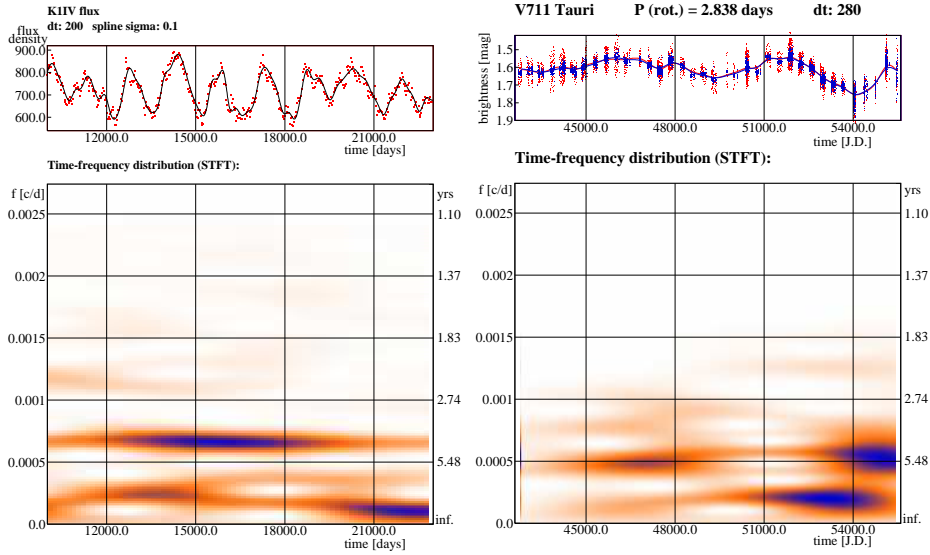 K1IV flux
dt: 200 spline sigma: 0.1
flux
density
900.0
800.0
700.0
600.0
12000.0 15000.0 18000.0 21000.0
time [days]
Time-frequency distribution (STFT):
f [c/d]
yrs
0.0025
1.10
0.002
1.37
0.0015
1.83
0.001
2.74
0.0005
5.48
0.0
inf.
12000.0 15000.0 18000.0 21000.0
time [days]
V711 Tauri P (rot.) = 2.838 days dt: 280
brightness [mag]
1.5
1.6
1.7
1.8
1.9
45000.0 48000.0 51000.0 54000.0
time [J.D.]
Time-frequency distribution (STFT):
f [c/d]
yrs
0.0025
1.10
0.002
1.37
0.0015
1.83
0.001
2.74
0.0005
5.48
0.0
inf.
45000.0 48000.0 51000.0 54000.0
time [J.D.]